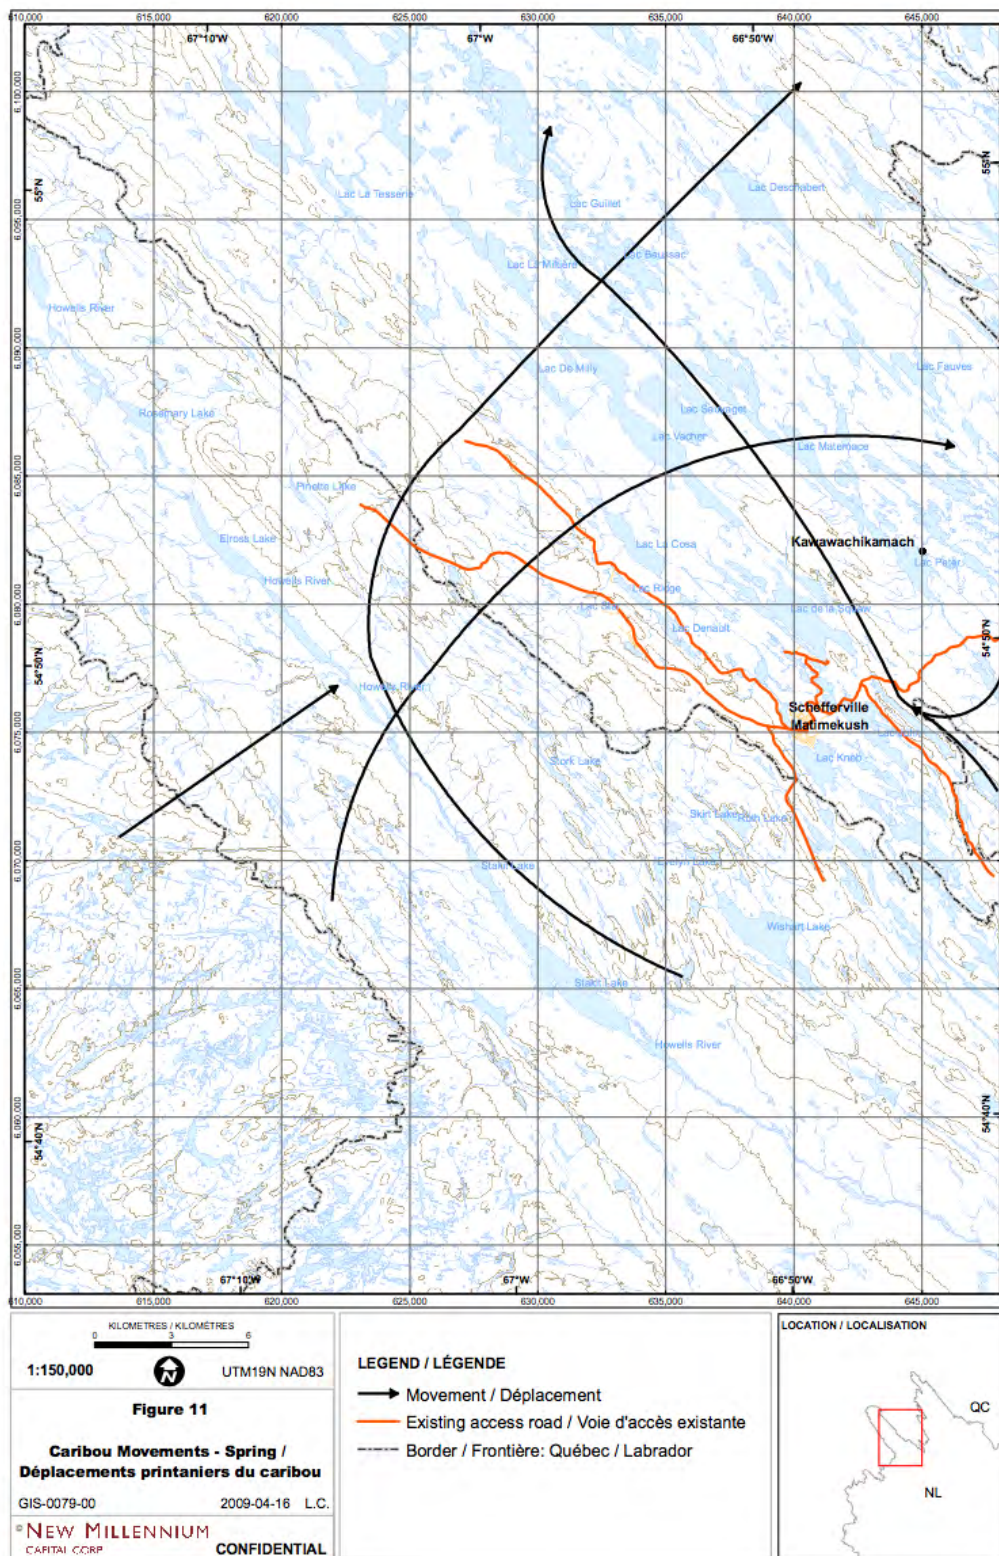 610,000 615,000 620,000 625,000 630,000 635,000 640,000 645,000
67°10'W 67°W 66°50'W
6,100,000
55°N 55°N
Lac La Tesserie
Lac Deschabert
Lac Guillet
6,095,000
Howells River
6,090,000
Lac De Milly
Lac Fauves
Rosemary Lake
Lac Sauvaget
Lac Vacher
Lac Matemace
6,085,000
Pinette Lake
Kawawachikamach
Elross Lake
Lac La Cosa
Lac Peter
Howells River
Lac Ridge
6,080,000
Lac Star
Lac de la Squaw
Lac Denault
54°50'N 54°50'N
Howells River
Schefferville
Matimekush
6,075,000
Stork Lake
Lac Knob
Skirt Lake
Ruth Lake
6,070,000
Stakit Lake
Evelyn Lake
Wishart Lake
6,065,000
Stakit Lake
Howells River
6,060,000
54°40'N 54°40'N
6,055,000
67°10'W 67°W 66°50'W
610,000 615,000 620,000 625,000 630,000 635,000 640,000 645,000
KILOMETRES / KILOMÈTRES
0 3 6
1:150,000 N UTM19N NAD83
Figure 11
Caribou Movements - Spring /
Déplacements printaniers du caribou
GIS-0079-00 2009-04-16 L.C.
NEW MILLENNIUM
CAPITAL CORP
CONFIDENTIAL
LEGEND / LÉGENDE
Movement / Déplacement
Existing access road / Voie d'accès existante
Border / Frontière: Québec / Labrador
LOCATION / LOCALISATION
QC
NL